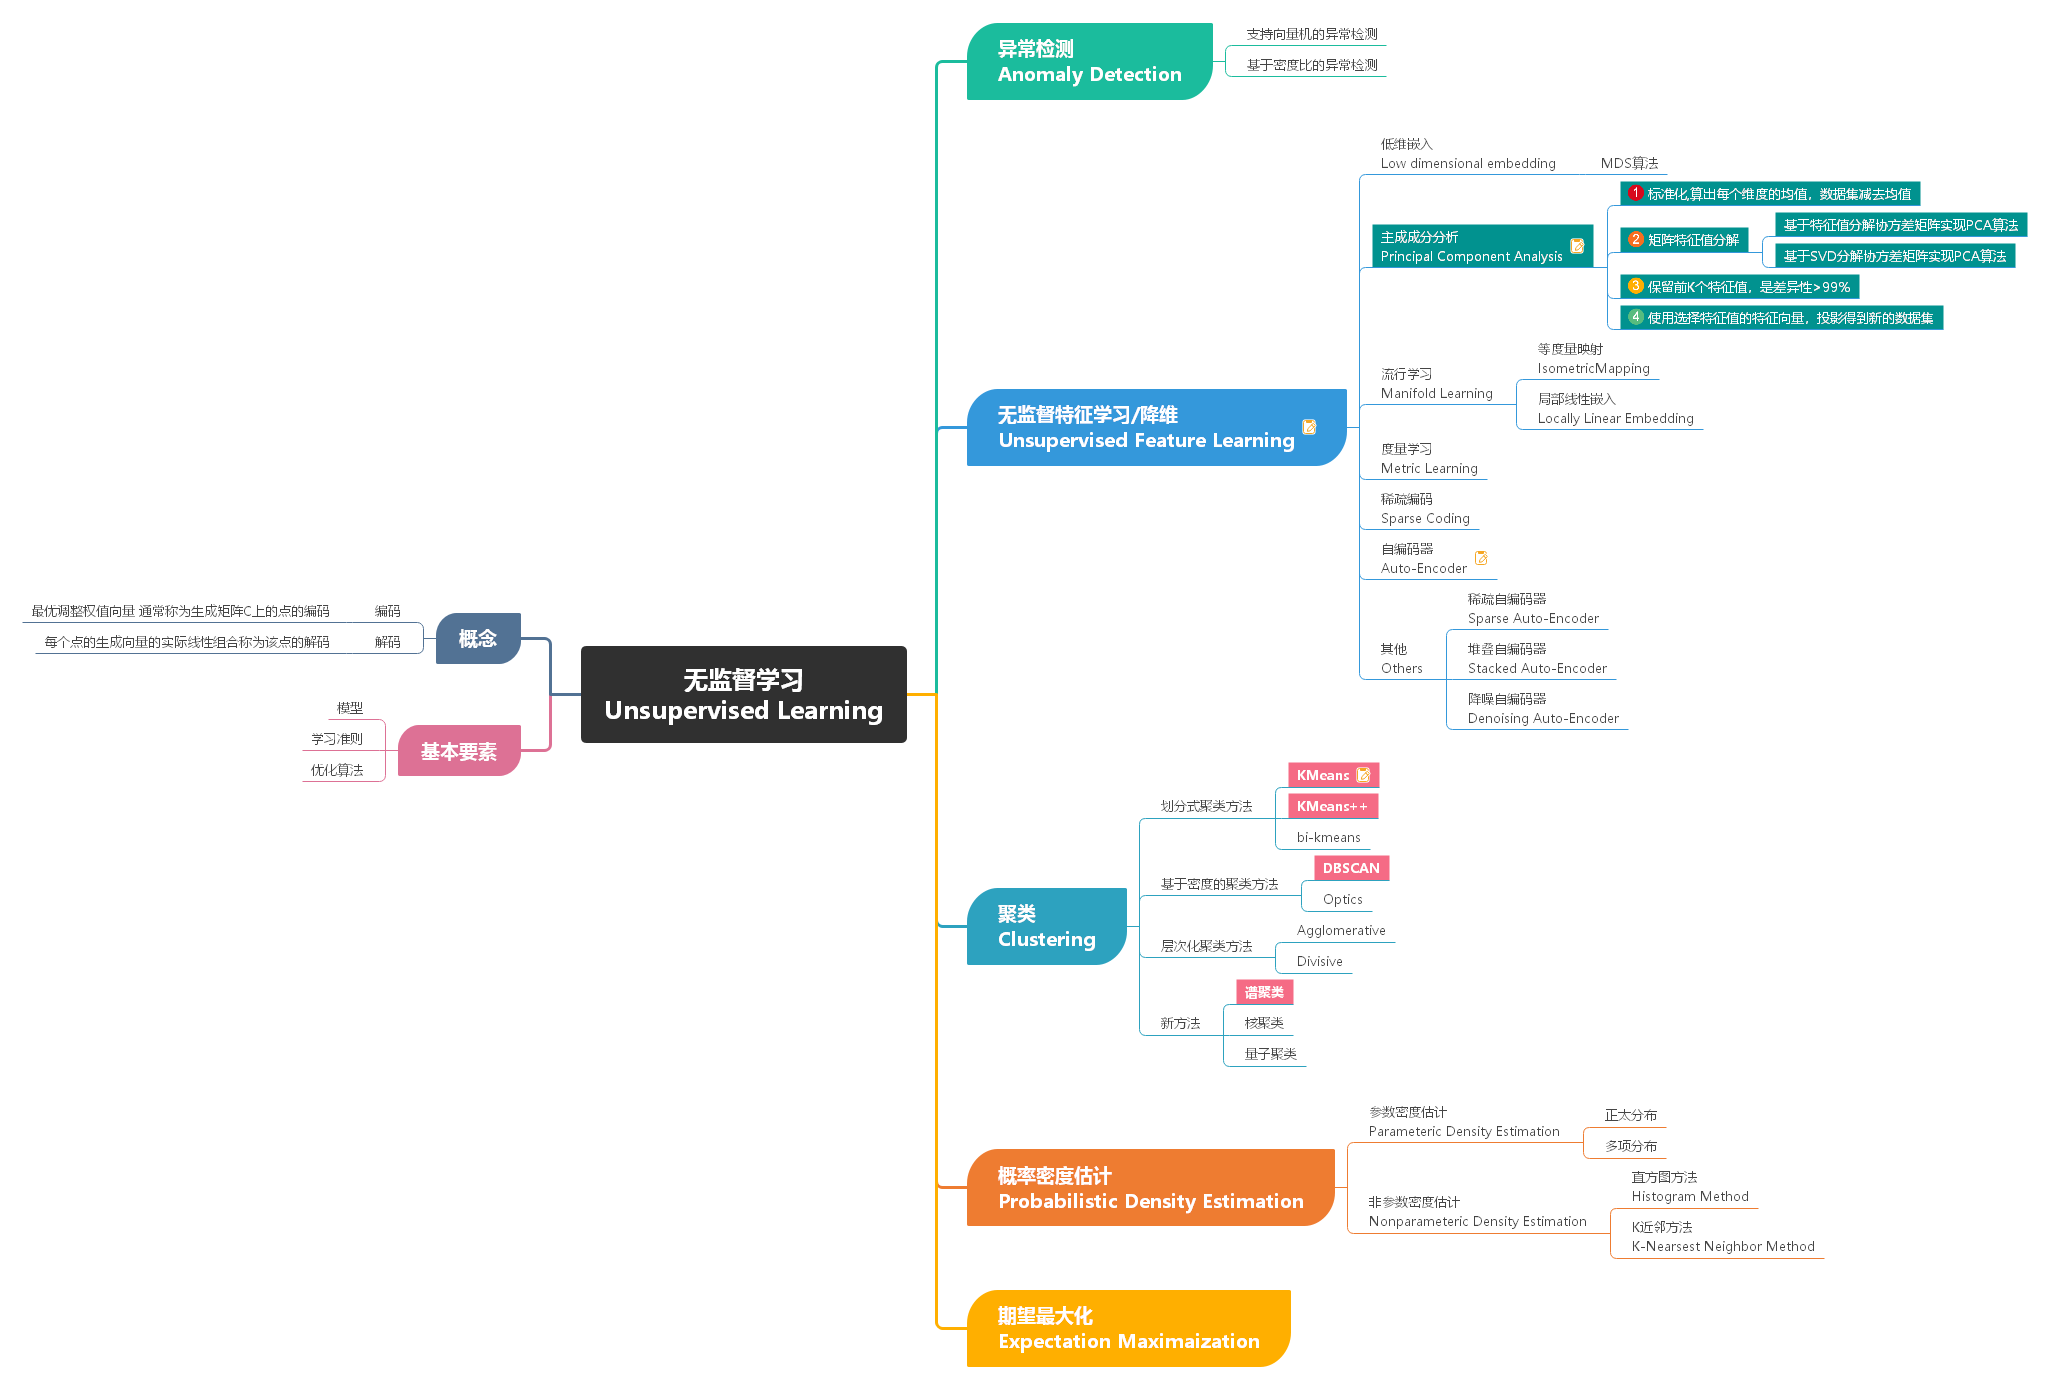 无监督学习
Unsupervised Learning
概念
编码
最优调整权值向量 通常称为生成矩阵C上的点的编码
解码
每个点的生成向量的实际线性组合称为该点的解码
基本要素
模型
学习准则
优化算法
异常检测
Anomaly Detection
支持向量机的异常检测
基于密度比的异常检测
无监督特征学习/降维
Unsupervised Feature Learning
低维嵌入
Low dimensional embedding
MDS算法
主成成分分析
Principal Component Analysis
1 标准化,算出每个维度的均值，数据集减去均值
2 矩阵特征值分解
基于特征值分解协方差矩阵实现PCA算法
基于SVD分解协方差矩阵实现PCA算法
3 保留前K个特征值，是差异性>99%
4 使用选择特征值的特征向量，投影得到新的数据集
流行学习
Manifold Learning
等度量映射
IsometricMapping
局部线性嵌入
Locally Linear Embedding
度量学习
Metric Learning
稀疏编码
Sparse Coding
自编码器
Auto-Encoder
其他
Others
稀疏自编码器
Sparse Auto-Encoder
堆叠自编码器
Stacked Auto-Encoder
降噪自编码器
Denoising Auto-Encoder
聚类
Clustering
划分式聚类方法
KMeans
KMeans++
bi-kmeans
基于密度的聚类方法
DBSCAN
Optics
层次化聚类方法
Agglomerative
Divisive
新方法
谱聚类
核聚类
量子聚类
概率密度估计
Probabilistic Density Estimation
参数密度估计
Parameteric Density Estimation
正太分布
多项分布
非参数密度估计
Nonparameteric Density Estimation
直方图方法
Histogram Method
K近邻方法
K-Nearsest Neighbor Method
期望最大化
Expectation Maximaization